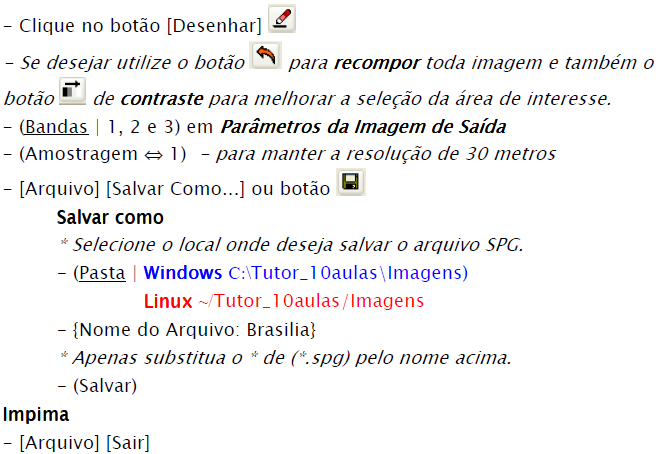 - Clique no botão [Desenhar]
- Se desejar utilize o botão para recompor toda imagem e também o
botão de contraste para melhorar a seleção da área de interesse.
- (Bandas | 1, 2 e 3) em Parâmetros da Imagem de Saída
- (Amostragem ⇔ 1) - para manter a resolução de 30 metros
- [Arquivo] [Salvar Como...] ou botão
Salvar como
* Selecione o local onde deseja salvar o arquivo SPG.
- (Pasta | Windows C:\Tutor_10aulas\Imagens)
Linux ~/Tutor_10aulas/Imagens
- {Nome do Arquivo: Brasilia}
* Apenas substitua o * de (*.spg) pelo nome acima.
- (Salvar)
Impima
- [Arquivo] [Sair]